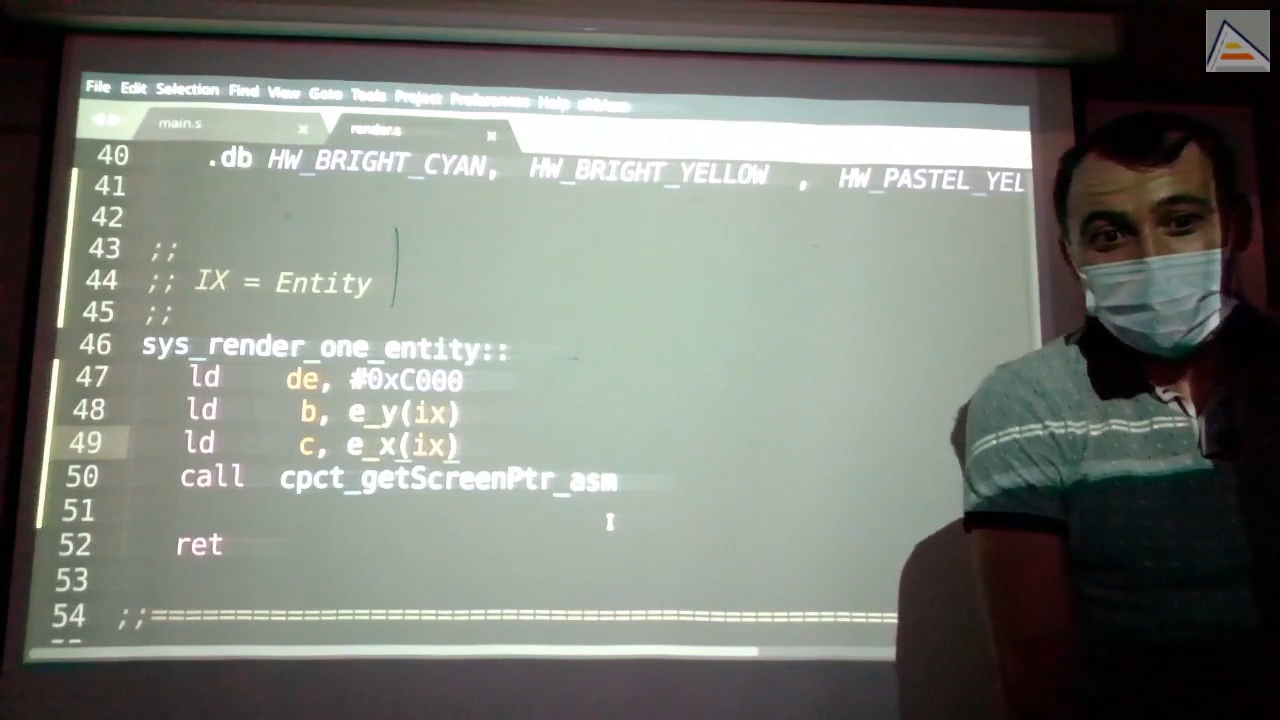 File Edit Selection Find View Goto Tools Project Preferences Help
main.s × render.s ×
40 .db HW_BRIGHT_CYAN, HW_BRIGHT_YELLOW , HW_PASTEL_YEL
41
42
43 ;;
44 ;; IX = Entity
45 ;;
46 sys_render_one_entity::
47 ld de, #0xC000
48 ld b, e_y(ix)
49 ld c, e_x(ix)
50 call cpct_getScreenPtr_asm
51
52 ret
53
54 ;;==================================================